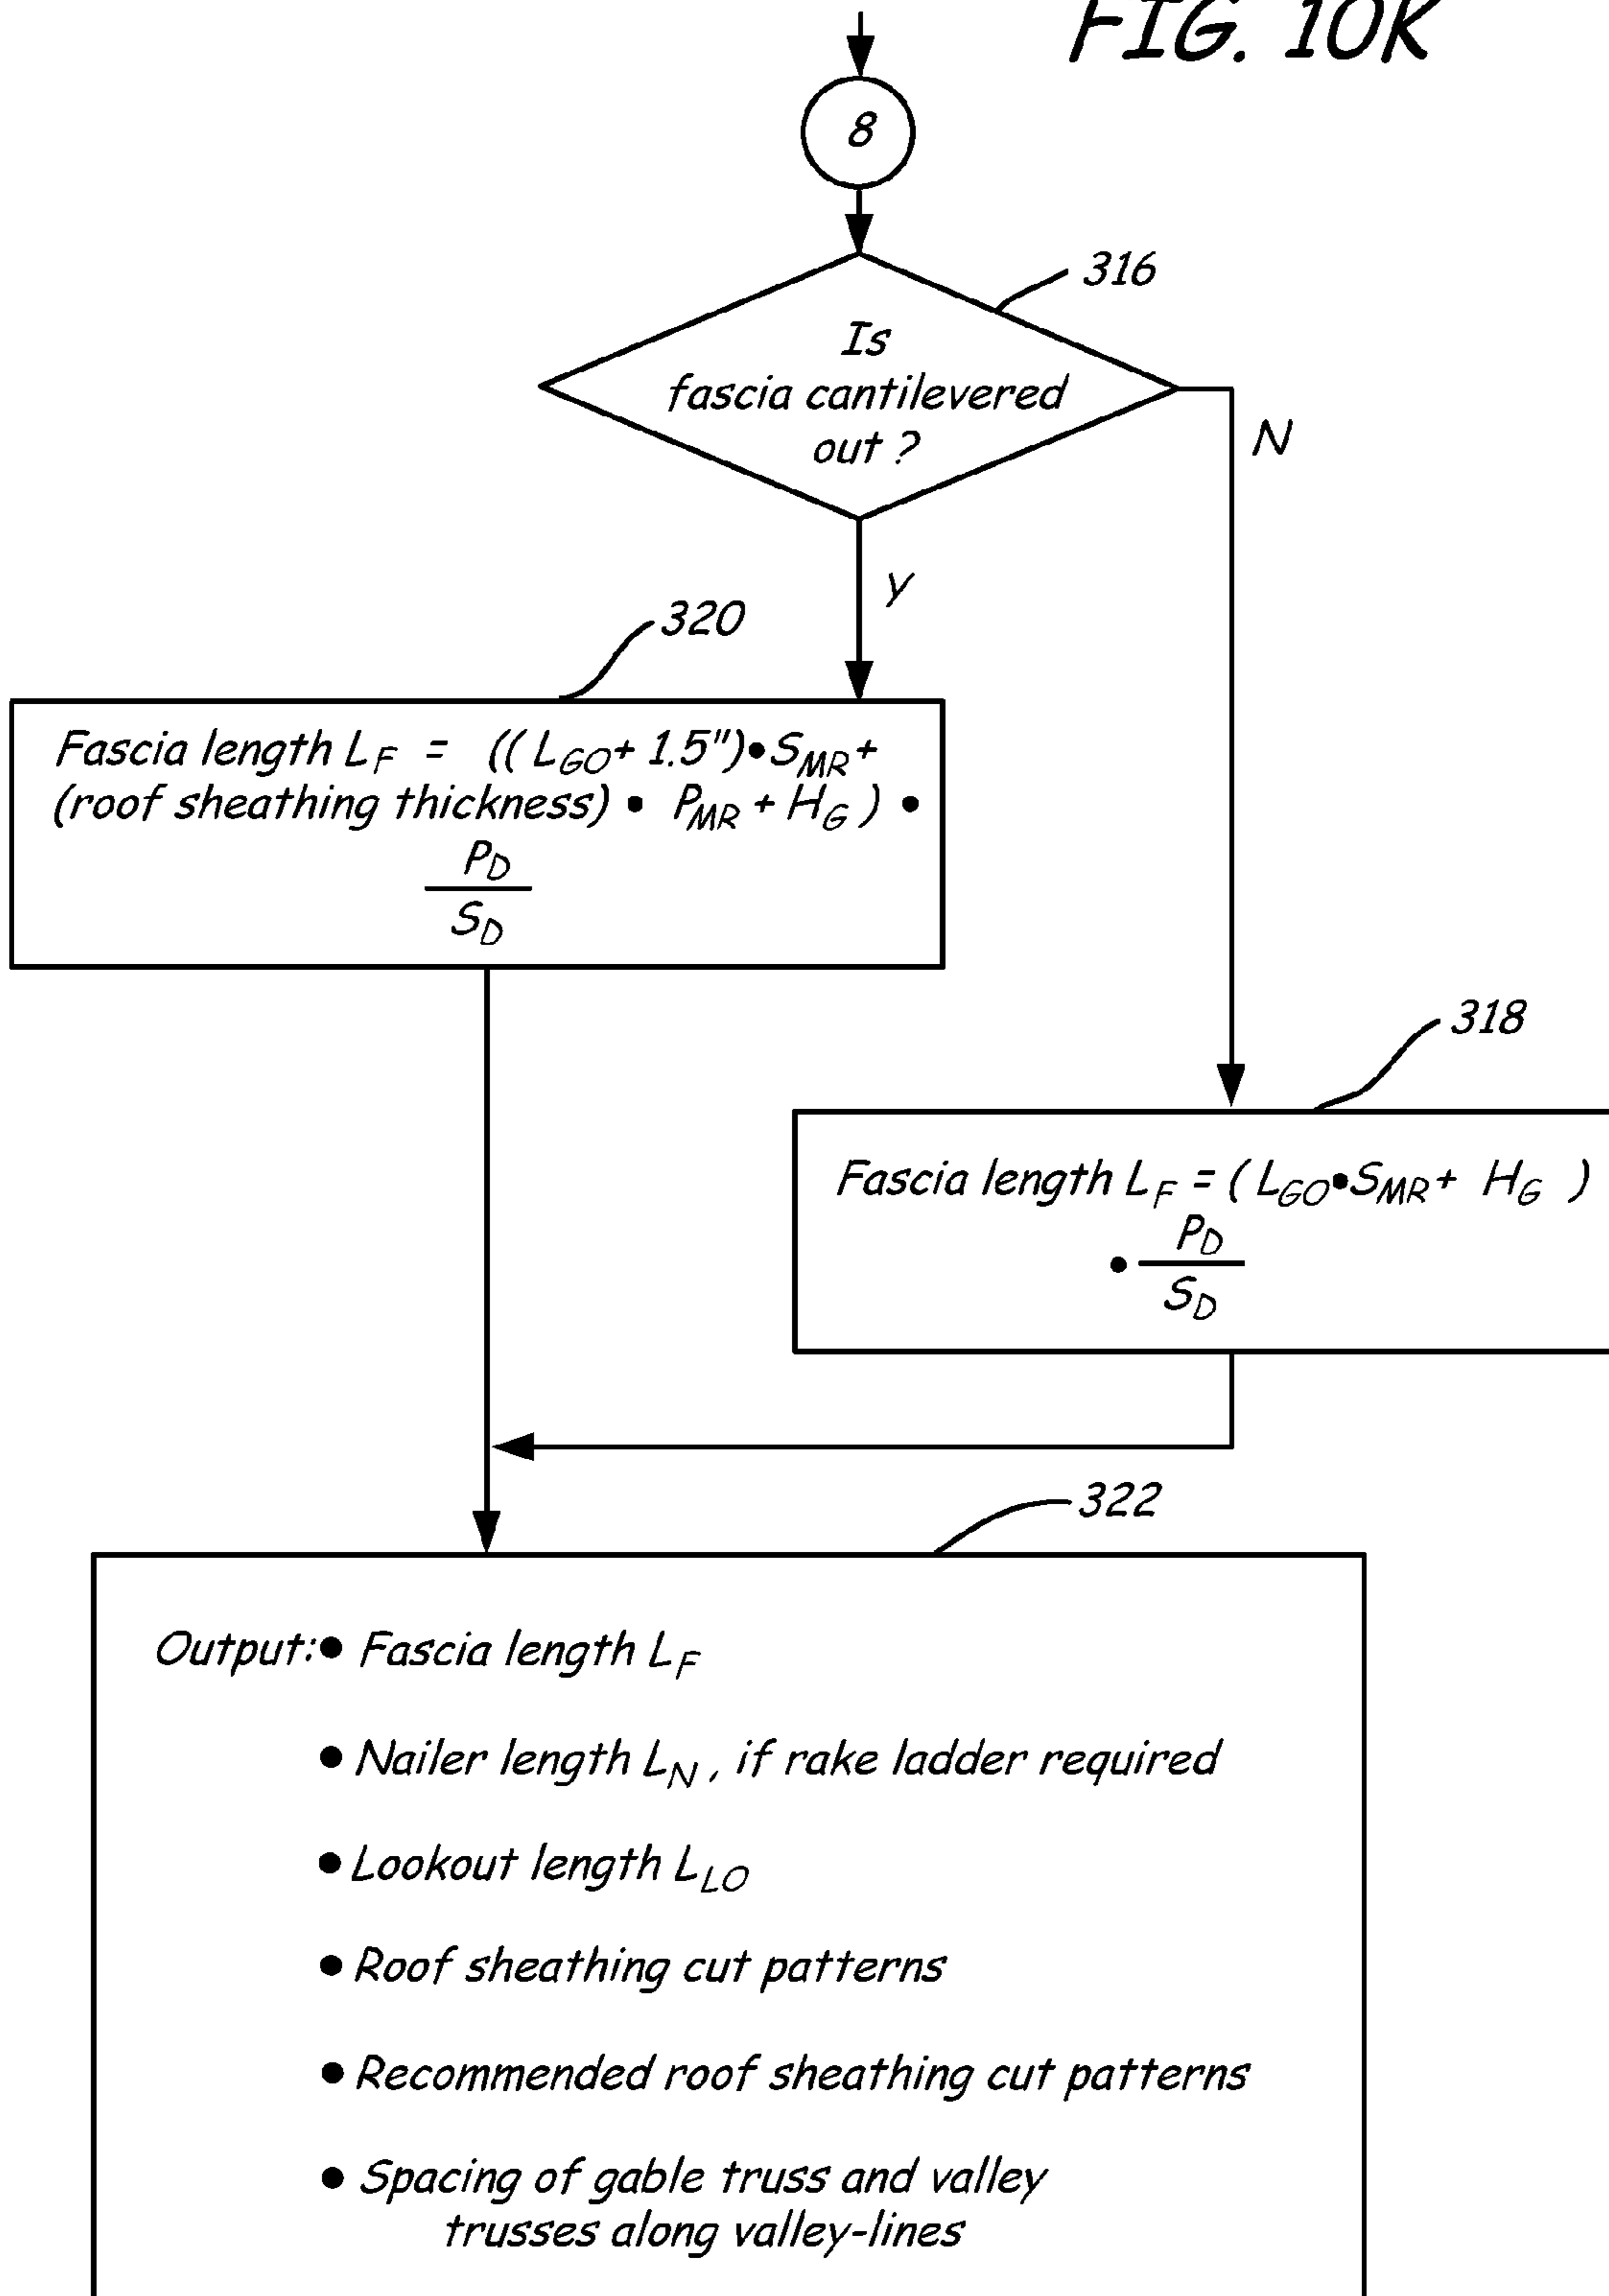 FIG. 10K
8
316
Is
fascia cantilevered
out ?
N
Y
320
Fascia length L_F = (( L_GO + 1.5")•S_MR +
(roof sheathing thickness) • P_MR + H_G ) •
P_D
S_D
318
Fascia length L_F = ( L_GO•S_MR + H_G )
• P_D
S_D
322
Output:• Fascia length L_F
• Nailer length L_N, if rake ladder required
• Lookout length L_LO
• Roof sheathing cut patterns
• Recommended roof sheathing cut patterns
• Spacing of gable truss and valley
trusses along valley-lines